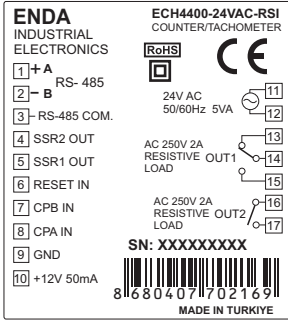 ENDA
INDUSTRIAL
ELECTRONICS
ECH4400-24VAC-RSI
COUNTER/TACHOMETER
RoHS
CE
1 + A
RS- 485
2 - B
3 - RS-485 COM.
4 SSR2 OUT
5 SSR1 OUT
6 RESET IN
7 CPB IN
8 CPA IN
9 GND
10 +12V 50mA
24V AC
50/60Hz 5VA
11
12
AC 250V 2A
RESISTIVE OUT1
LOAD
13
14
15
AC 250V 2A
RESISTIVE OUT2
LOAD
16
17
SN: XXXXXXXXX
8 680407 702169
MADE IN TURKIYE